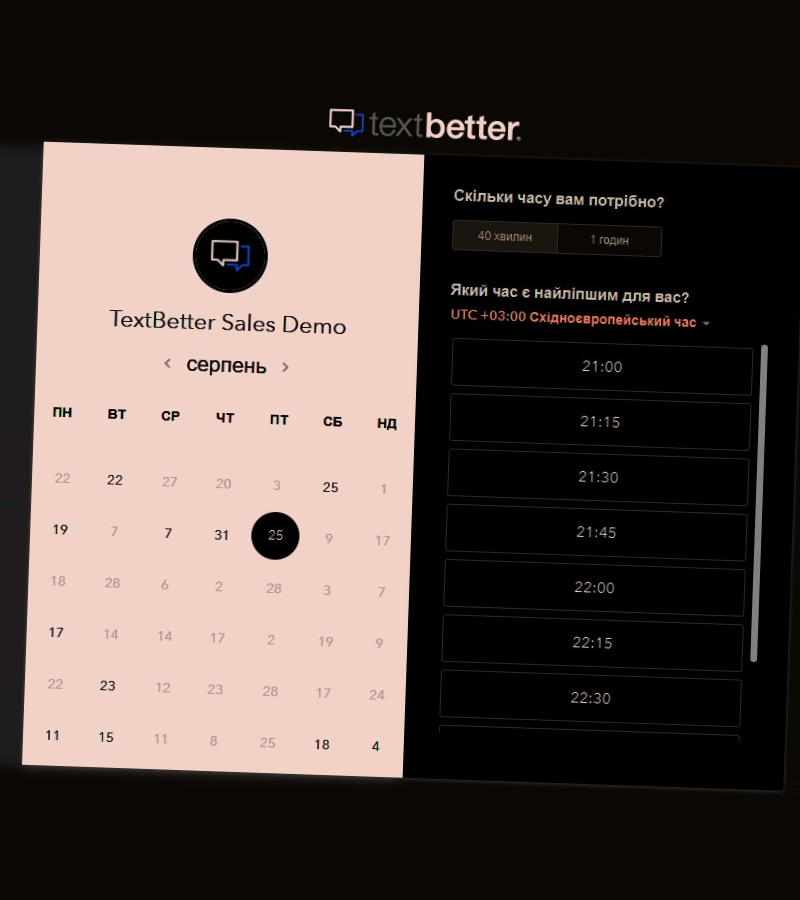 textbetter.
TextBetter Sales Demo
серпень
ПН ВТ СР ЧТ ПТ СБ НД
22 22 27 20 3 25 1
19 7 7 31 25 9 17
18 28 6 2 28 3 7
17 14 14 17 2 19 9
22 23 12 23 28 17 24
11 15 11 8 25 18 4
Скільки часу вам потрібно?
40 хвилин 1 годин
Який час є найліпшим для вас?
UTC +03:00 Східноєвропейський час
21:00
21:15
21:30
21:45
22:00
22:15
22:30